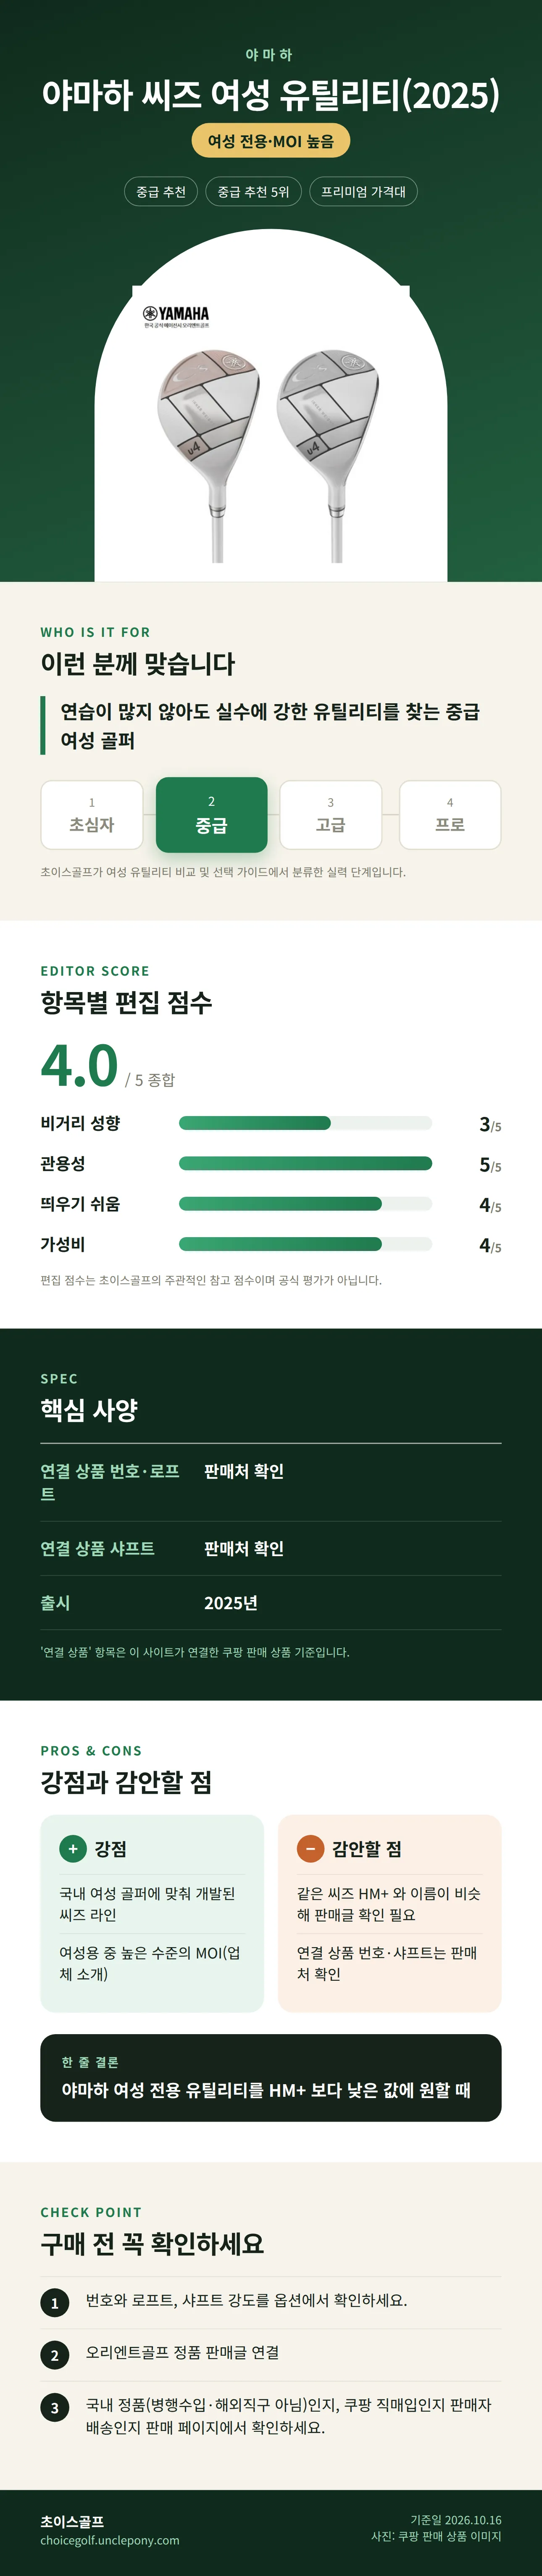 야마하
야마하 씨즈 여성 유틸리티(2025)
여성 전용·MOI 높음
중급 추천
중급 추천 5위
프리미엄 가격대
YAMAHA
한국 공식 에이전시 오리엔트골프
U4
U4
WHO IS IT FOR
이런 분께 맞습니다
연습이 많지 않아도 실수에 강한 유틸리티를 찾는 중급
여성 골퍼
1
초심자
2
중급
3
고급
4
프로
초이스골프가 여성 유틸리티 비교 및 선택 가이드에서 분류한 실력 단계입니다.
EDITOR SCORE
항목별 편집 점수
4.0 / 5 종합
비거리 성향 3/5
관용성 5/5
띄우기 쉬움 4/5
가성비 4/5
편집 점수는 초이스골프의 주관적인 참고 점수이며 공식 평가가 아닙니다.
SPEC
핵심 사양
연결 상품 번호·로프
트
판매처 확인
연결 상품 샤프트 판매처 확인
출시 2025년
'연결 상품' 항목은 이 사이트가 연결한 쿠팡 판매 상품 기준입니다.
PROS & CONS
강점과 감안할 점
+ 강점
국내 여성 골퍼에 맞춰 개발된
씨즈 라인
여성용 중 높은 수준의 MOI(업
체 소개)
− 감안할 점
같은 씨즈 HM+ 와 이름이 비슷
해 판매글 확인 필요
연결 상품 번호·샤프트는 판매
처 확인
한 줄 결론
야마하 여성 전용 유틸리티를 HM+ 보다 낮은 값에 원할 때
CHECK POINT
구매 전 꼭 확인하세요
1 번호와 로프트, 샤프트 강도를 옵션에서 확인하세요.
2 오리엔트골프 정품 판매글 연결
3 국내 정품(병행수입·해외직구 아님)인지, 쿠팡 직매입인지 판매자
배송인지 판매 페이지에서 확인하세요.
초이스골프
choicegolf.unclepony.com
기준일 2026.10.16
사진: 쿠팡 판매 상품 이미지